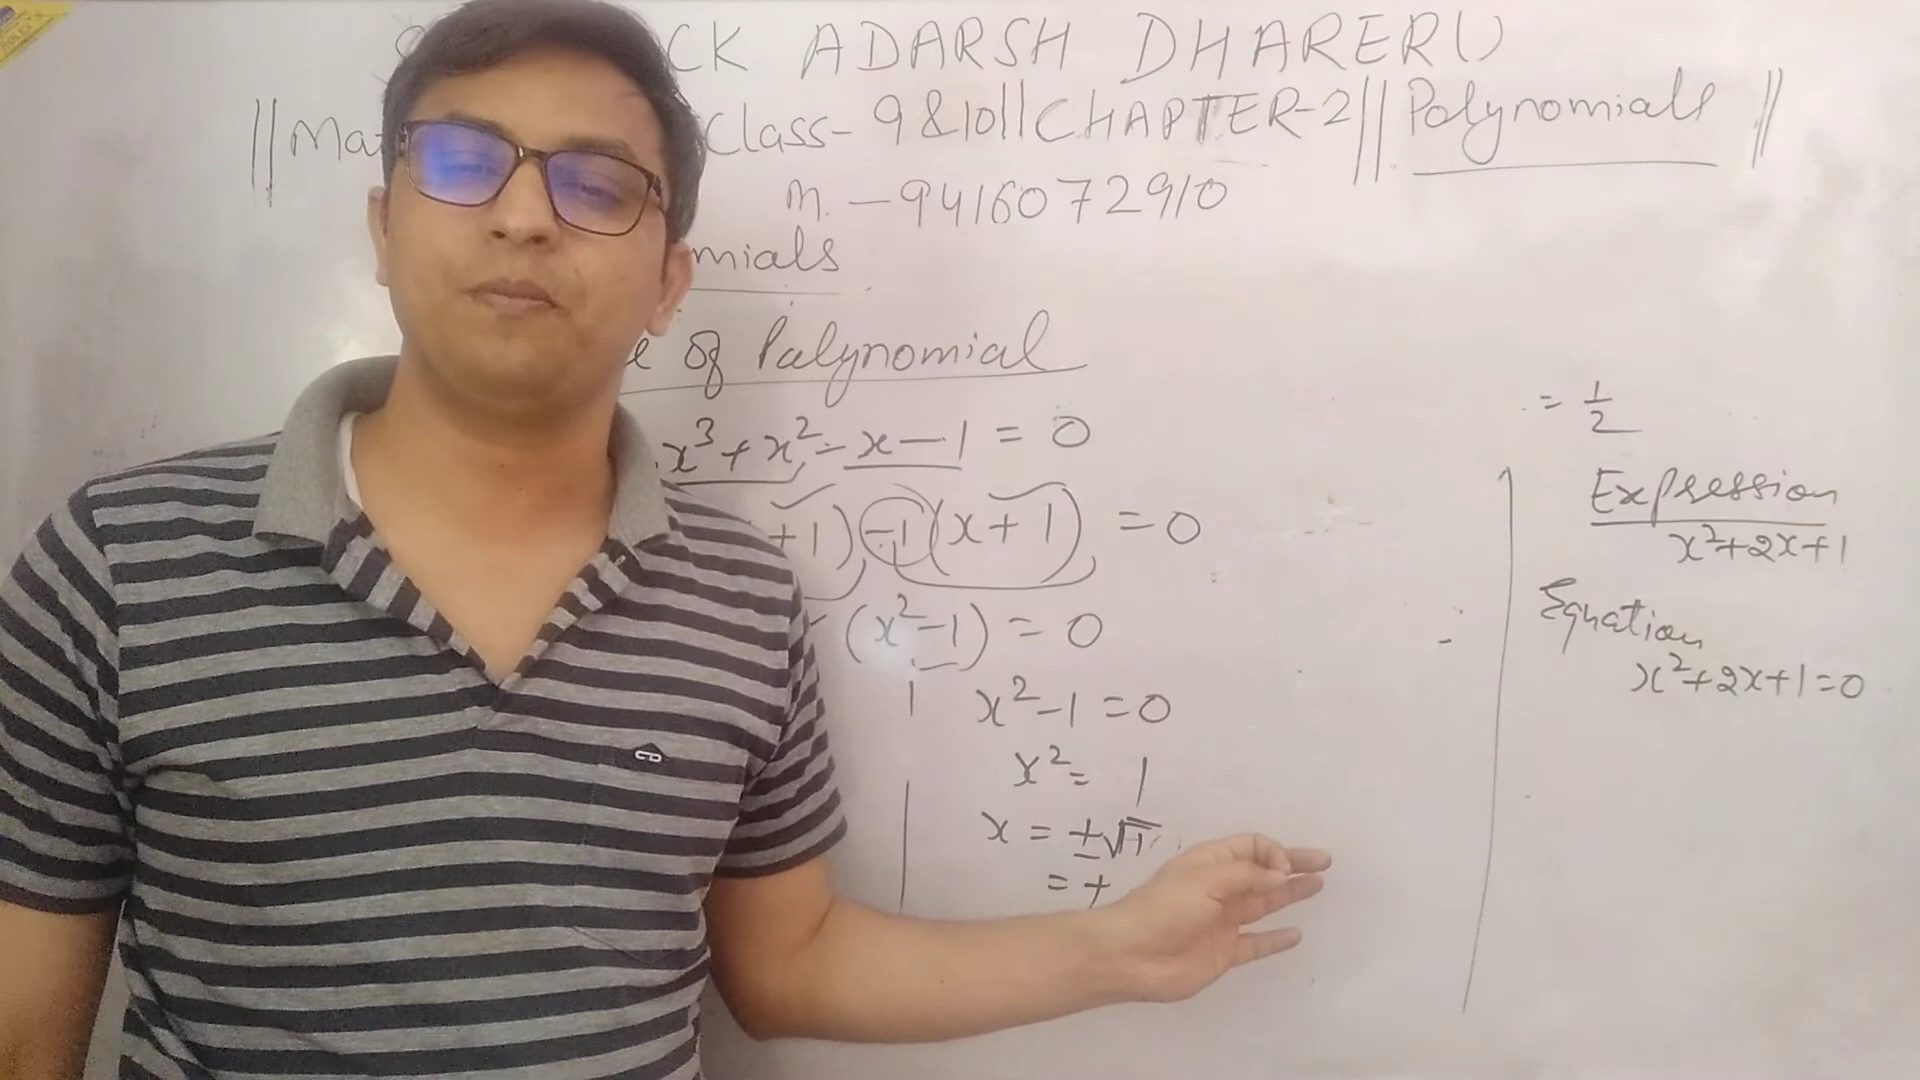 CK ADARSH DHARERU
|| Mat Class- 9 & 10 || CHAPTER-2 || Polynomials ||
m. - 9416072910
mials
e of Palynomial
x³ + x² - x - 1 = 0
+1) -1 (x + 1) = 0
(x² - 1) = 0
x² - 1 = 0
x² = 1
x = ±√1
= +
= 1/2
Expression
x² + 2x + 1
Equation
x² + 2x + 1 = 0